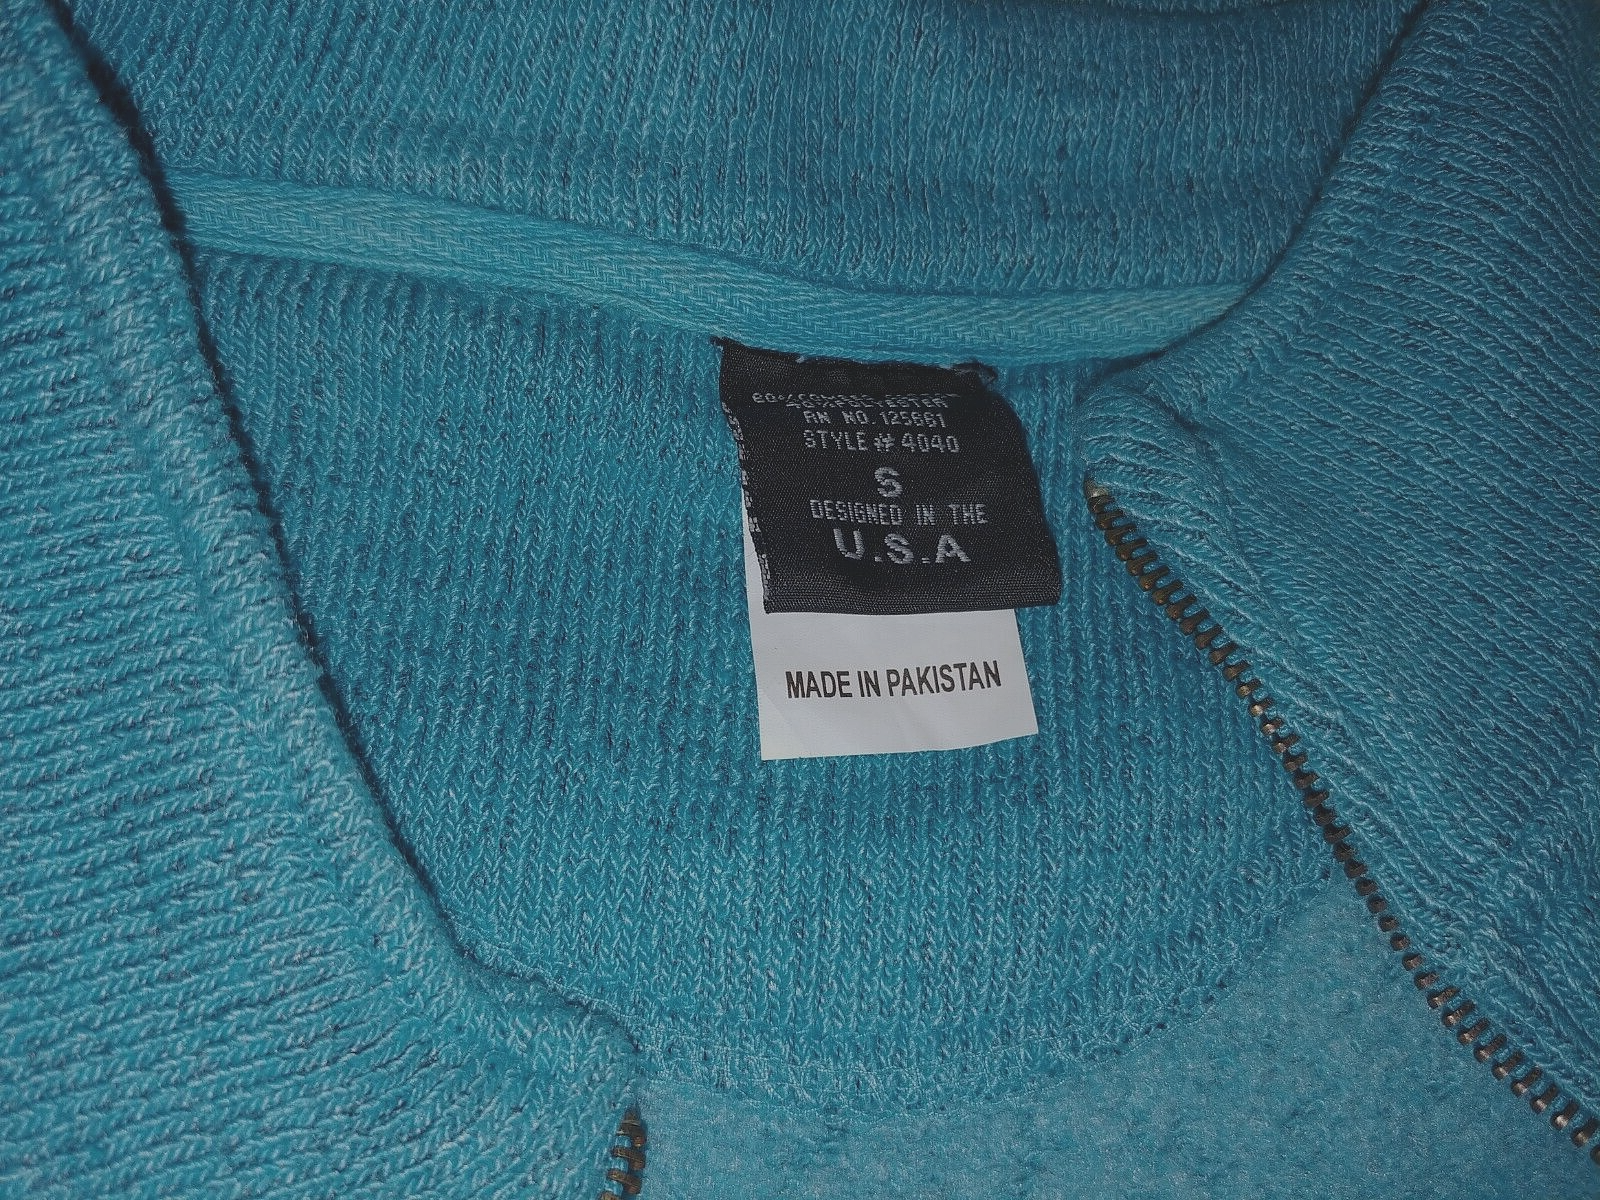 RN NO. 125661
STYLE # 4040
S
DESIGNED IN THE
U.S.A
MADE IN PAKISTAN